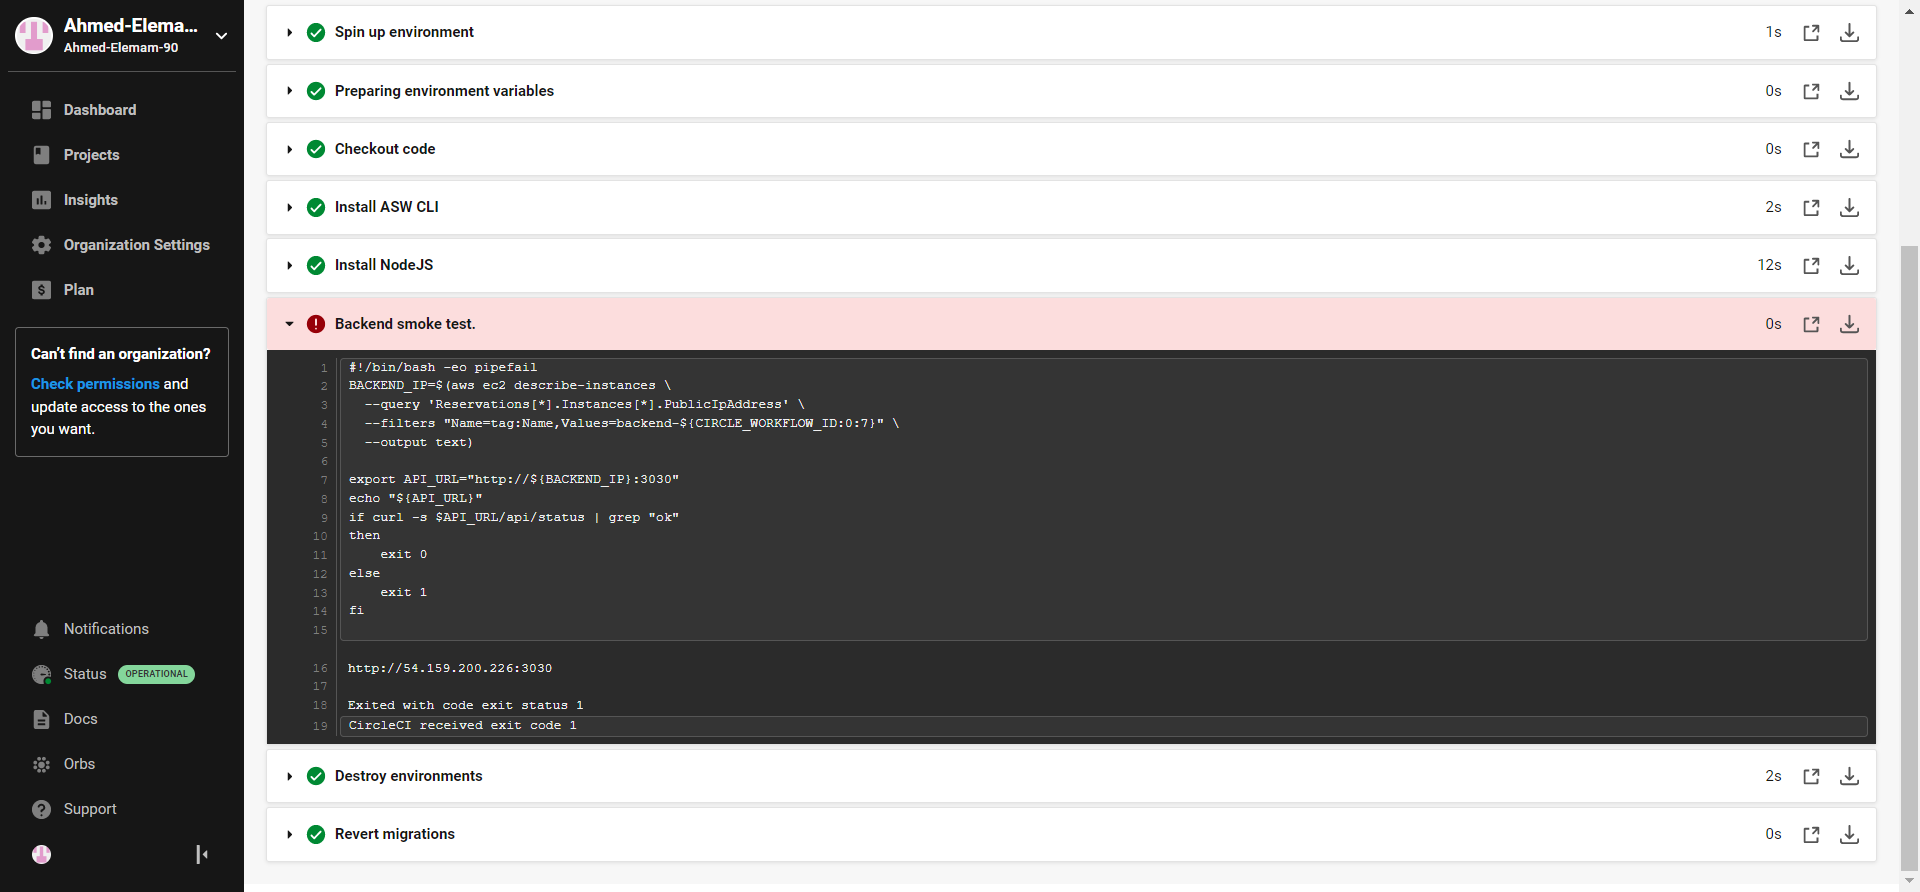 Ahmed-Elema...
Ahmed-Elemam-90
Dashboard
Projects
Insights
Organization Settings
Plan
Can't find an organization?
Check permissions and
update access to the ones
you want.
Notifications
Status OPERATIONAL
Docs
Orbs
Support
Spin up environment 1s
Preparing environment variables 0s
Checkout code 0s
Install ASW CLI 2s
Install NodeJS 12s
Backend smoke test. 0s
1 #!/bin/bash -eo pipefail
2 BACKEND_IP=$(aws ec2 describe-instances \
3   --query 'Reservations[*].Instances[*].PublicIpAddress' \
4   --filters "Name=tag:Name,Values=backend-${CIRCLE_WORKFLOW_ID:0:7}" \
5   --output text)
6
7 export API_URL="http://${BACKEND_IP}:3030"
8 echo "${API_URL}"
9 if curl -s $API_URL/api/status | grep "ok"
10 then
11     exit 0
12 else
13     exit 1
14 fi
15
16 http://54.159.200.226:3030
17
18 Exited with code exit status 1
19 CircleCI received exit code 1
Destroy environments 2s
Revert migrations 0s